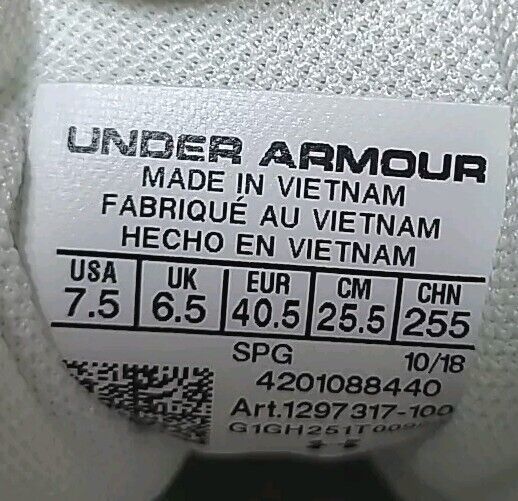 UNDER ARMOUR
MADE IN VIETNAM
FABRIQUÉ AU VIETNAM
HECHO EN VIETNAM
USA UK EUR CM CHN
7.5 6.5 40.5 25.5 255
SPG 10/18
4201088440
Art.1297317-100